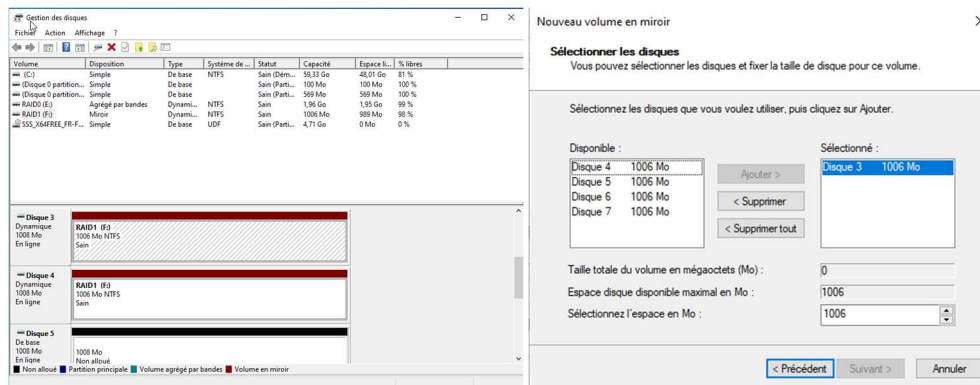 Gestion des disques
Fichier Action Affichage ?
Volume Disposition Type Système de ... Statut Capacité Espace li... % libres
(C:) Simple De base NTFS Sain (Dém... 59,33 Go 48,01 Go 81 %
(Disque 0 partition... Simple De base Sain (Parti... 100 Mo 100 Mo 100 %
(Disque 0 partition... Simple De base Sain (Parti... 569 Mo 569 Mo 100 %
RAID0 (E:) Agrégé par bandes Dynami... NTFS Sain 1,96 Go 1,95 Go 99 %
RAID1 (F:) Miroir Dynami... NTFS Sain 1006 Mo 989 Mo 98 %
SSS_X64FREE_FR-F... Simple De base UDF Sain (Parti... 4,71 Go 0 Mo 0 %
Disque 3
Dynamique
1008 Mo
En ligne
RAID1 (F:)
1006 Mo NTFS
Sain
Disque 4
Dynamique
1008 Mo
En ligne
RAID1 (F:)
1006 Mo NTFS
Sain
Disque 5
De base
1008 Mo
En ligne
1008 Mo
Non alloué
Non alloué Partition principale Volume agrégé par bandes Volume en miroir
Nouveau volume en miroir
Sélectionner les disques
Vous pouvez sélectionner les disques et fixer la taille de disque pour ce volume.
Sélectionnez les disques que vous voulez utiliser, puis cliquez sur Ajouter.
Disponible :
Disque 4 1006 Mo
Disque 5 1006 Mo
Disque 6 1006 Mo
Disque 7 1006 Mo
Ajouter >
< Supprimer
< Supprimer tout
Sélectionné :
Disque 3 1006 Mo
Taille totale du volume en mégaoctets (Mo) : 0
Espace disque disponible maximal en Mo : 1006
Sélectionnez l'espace en Mo : 1006
< Précédent Suivant > Annuler